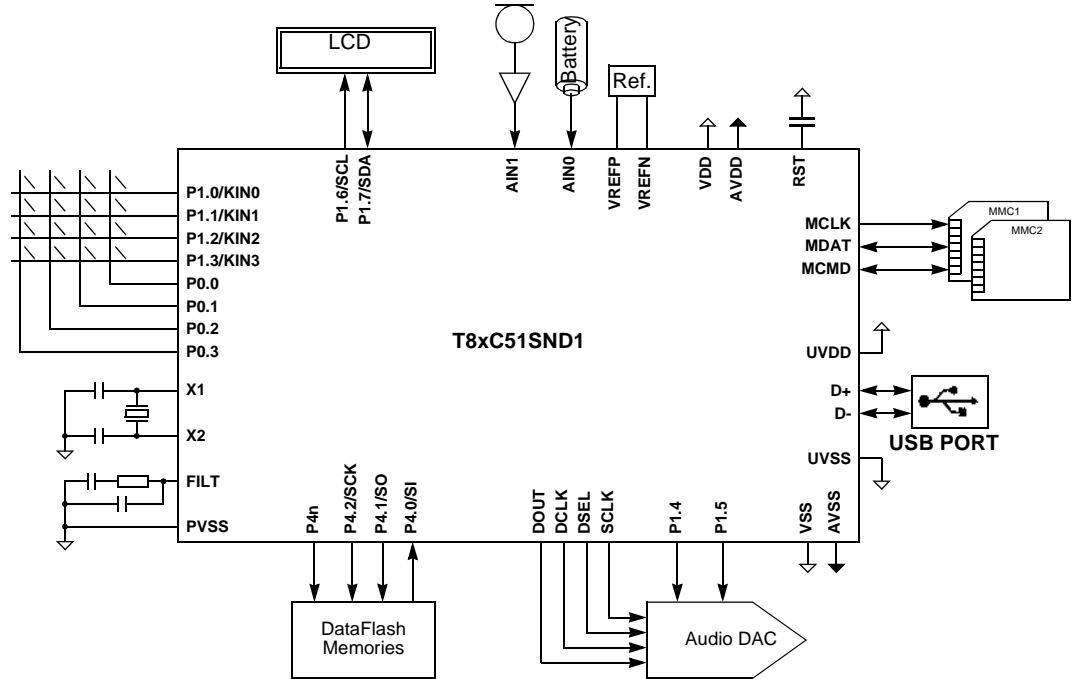 LCD
Battery
Ref.
P1.6/SCL
P1.7/SDA
AIN1
AIN0
VREFP
VREFN
VDD
AVDD
RST
P1.0/KIN0
P1.1/KIN1
P1.2/KIN2
P1.3/KIN3
P0.0
P0.1
P0.2
P0.3
X1
X2
FILT
PVSS
T8xC51SND1
MCLK
MDAT
MCMD
MMC1
MMC2
UVDD
D+
D-
USB PORT
UVSS
P4n
P4.2/SCK
P4.1/SO
P4.0/SI
DOUT
DCLK
DSEL
SCLK
P1.4
P1.5
VSS
AVSS
DataFlash
Memories
Audio DAC